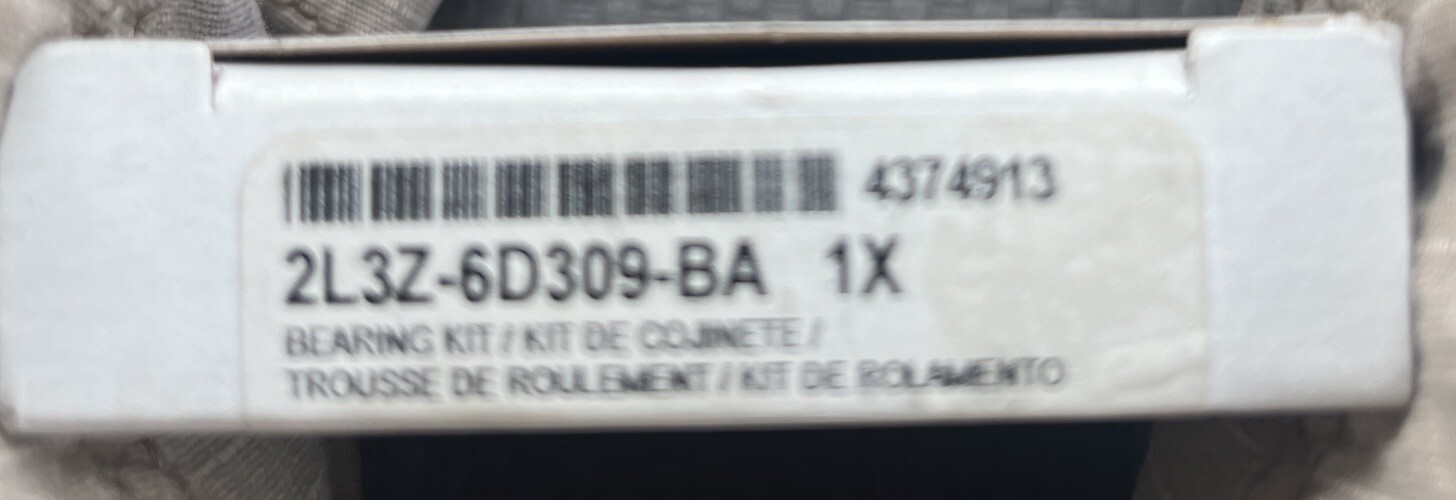 4374913
2L3Z-6D309-BA 1X
BEARING KIT / KIT DE COJINETE /
TROUSSE DE ROULEMENT / KIT DE ROLAMENTO